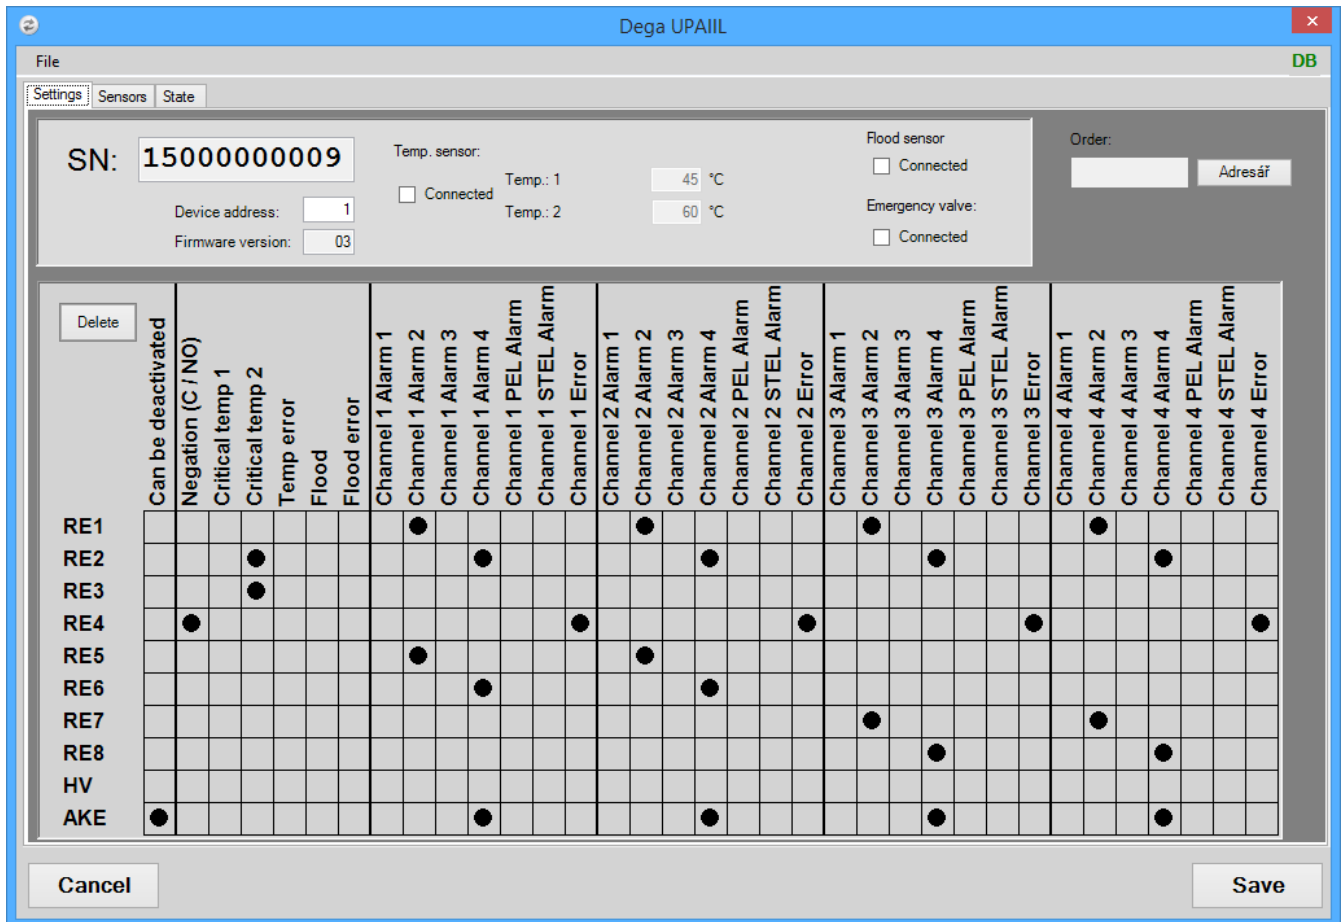 Dega UPAIIL
File
DB
Settings Sensors State
SN: 15000000009
Device address: 1
Firmware version: 03
Temp. sensor:
Connected
Temp.: 1 45 °C
Temp.: 2 60 °C
Flood sensor
Connected
Emergency valve:
Connected
Order:
Adresář
Delete
Can be deactivated
Negation (C / NO)
Critical temp 1
Critical temp 2
Temp error
Flood
Flood error
Channel 1 Alarm 1
Channel 1 Alarm 2
Channel 1 Alarm 3
Channel 1 Alarm 4
Channel 1 PEL Alarm
Channel 1 STEL Alarm
Channel 1 Error
Channel 2 Alarm 1
Channel 2 Alarm 2
Channel 2 Alarm 3
Channel 2 Alarm 4
Channel 2 PEL Alarm
Channel 2 STEL Alarm
Channel 2 Error
Channel 3 Alarm 1
Channel 3 Alarm 2
Channel 3 Alarm 3
Channel 3 Alarm 4
Channel 3 PEL Alarm
Channel 3 STEL Alarm
Channel 3 Error
Channel 4 Alarm 1
Channel 4 Alarm 2
Channel 4 Alarm 3
Channel 4 Alarm 4
Channel 4 PEL Alarm
Channel 4 STEL Alarm
Channel 4 Error
RE1
RE2
RE3
RE4
RE5
RE6
RE7
RE8
HV
AKE
Cancel
Save